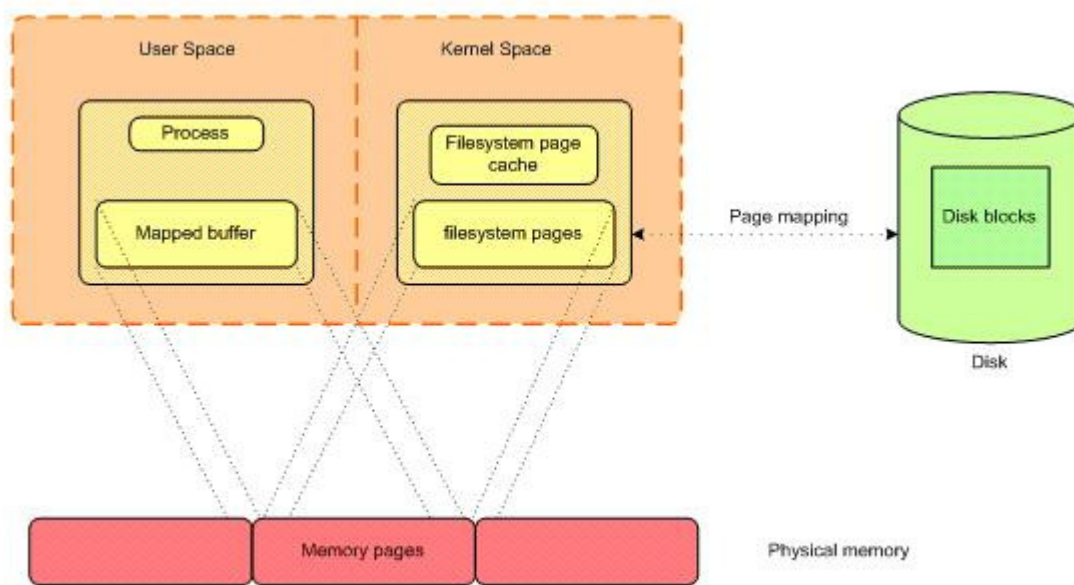 User Space
Kernel Space
Process
Filesystem page
cache
Mapped buffer
filesystem pages
Page mapping
Disk blocks
Disk
Memory pages
Physical memory